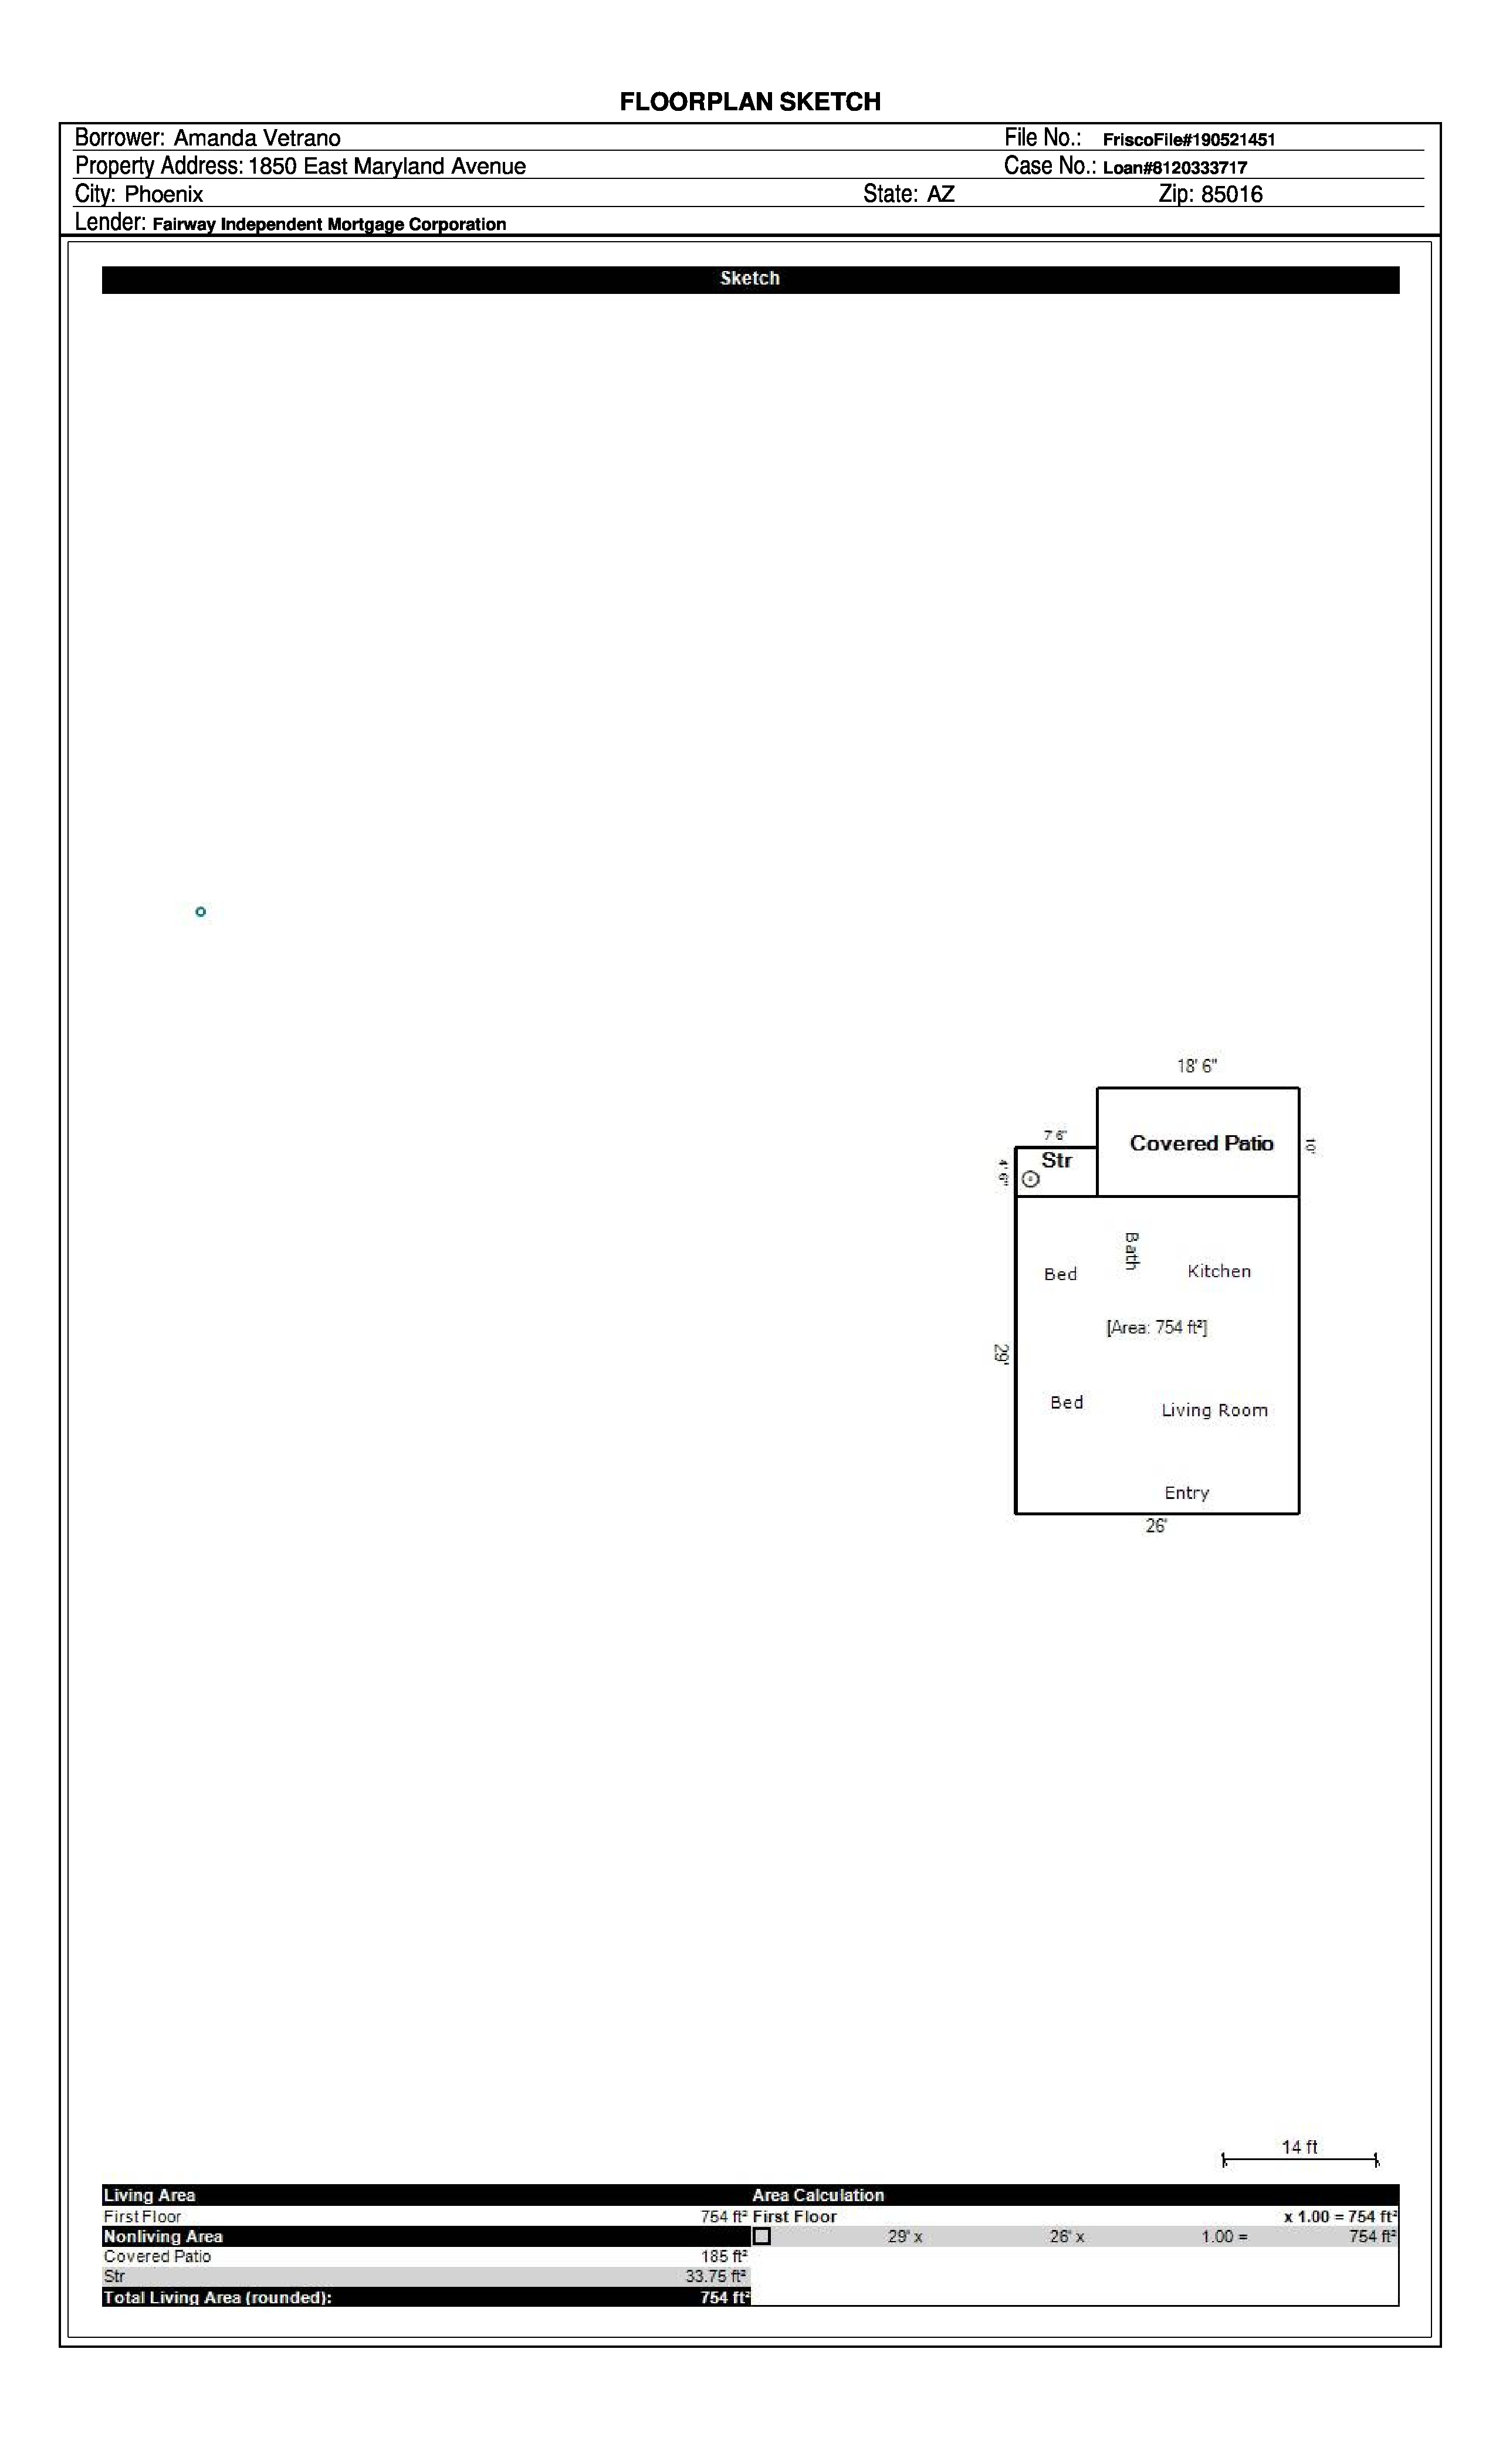 FLOORPLAN SKETCH
Borrower: Amanda Vetrano File No.: FriscoFile#190521451
Property Address: 1850 East Maryland Avenue Case No.: Loan#8120333717
City: Phoenix State: AZ Zip: 85016
Lender: Fairway Independent Mortgage Corporation
Sketch
18' 6"
7' 6"
Covered Patio
10'
Str
4' 6"
Bath
Bed
Kitchen
[Area: 754 ft²]
29'
Bed
Living Room
Entry
26'
14 ft
Living Area Area Calculation
First Floor 754 ft² First Floor x 1.00 = 754 ft²
Nonliving Area 29' x 26' x 1.00 = 754 ft²
Covered Patio 185 ft²
Str 33.75 ft²
Total Living Area (rounded): 754 ft²